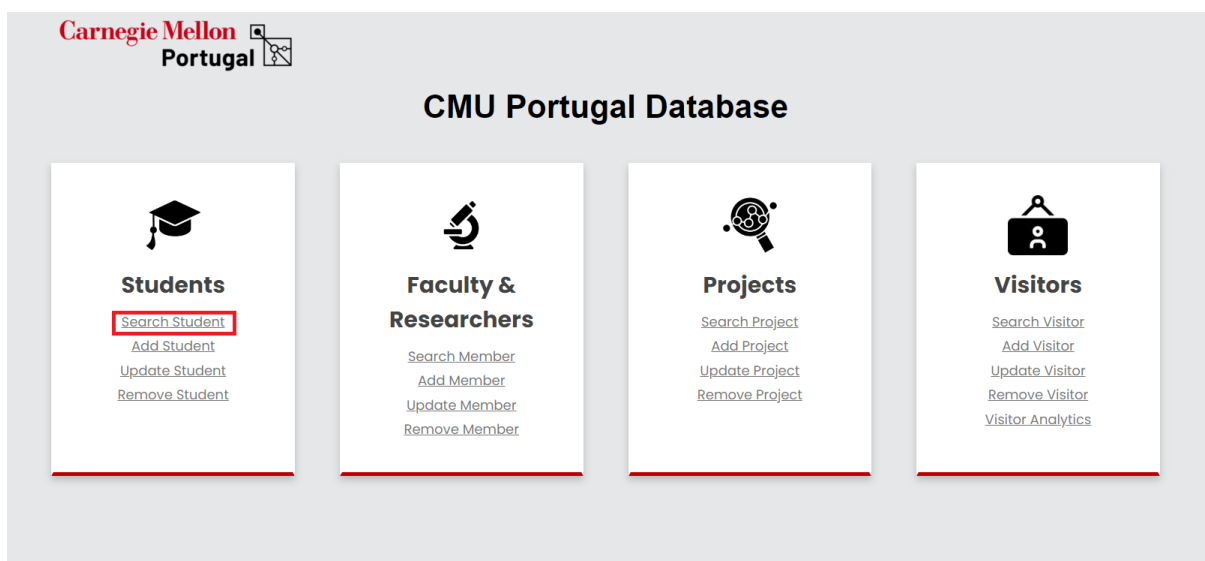 Carnegie Mellon
Portugal
CMU Portugal Database
Students
Search Student
Add Student
Update Student
Remove Student
Faculty &
Researchers
Search Member
Add Member
Update Member
Remove Member
Projects
Search Project
Add Project
Update Project
Remove Project
Visitors
Search Visitor
Add Visitor
Update Visitor
Remove Visitor
Visitor Analytics